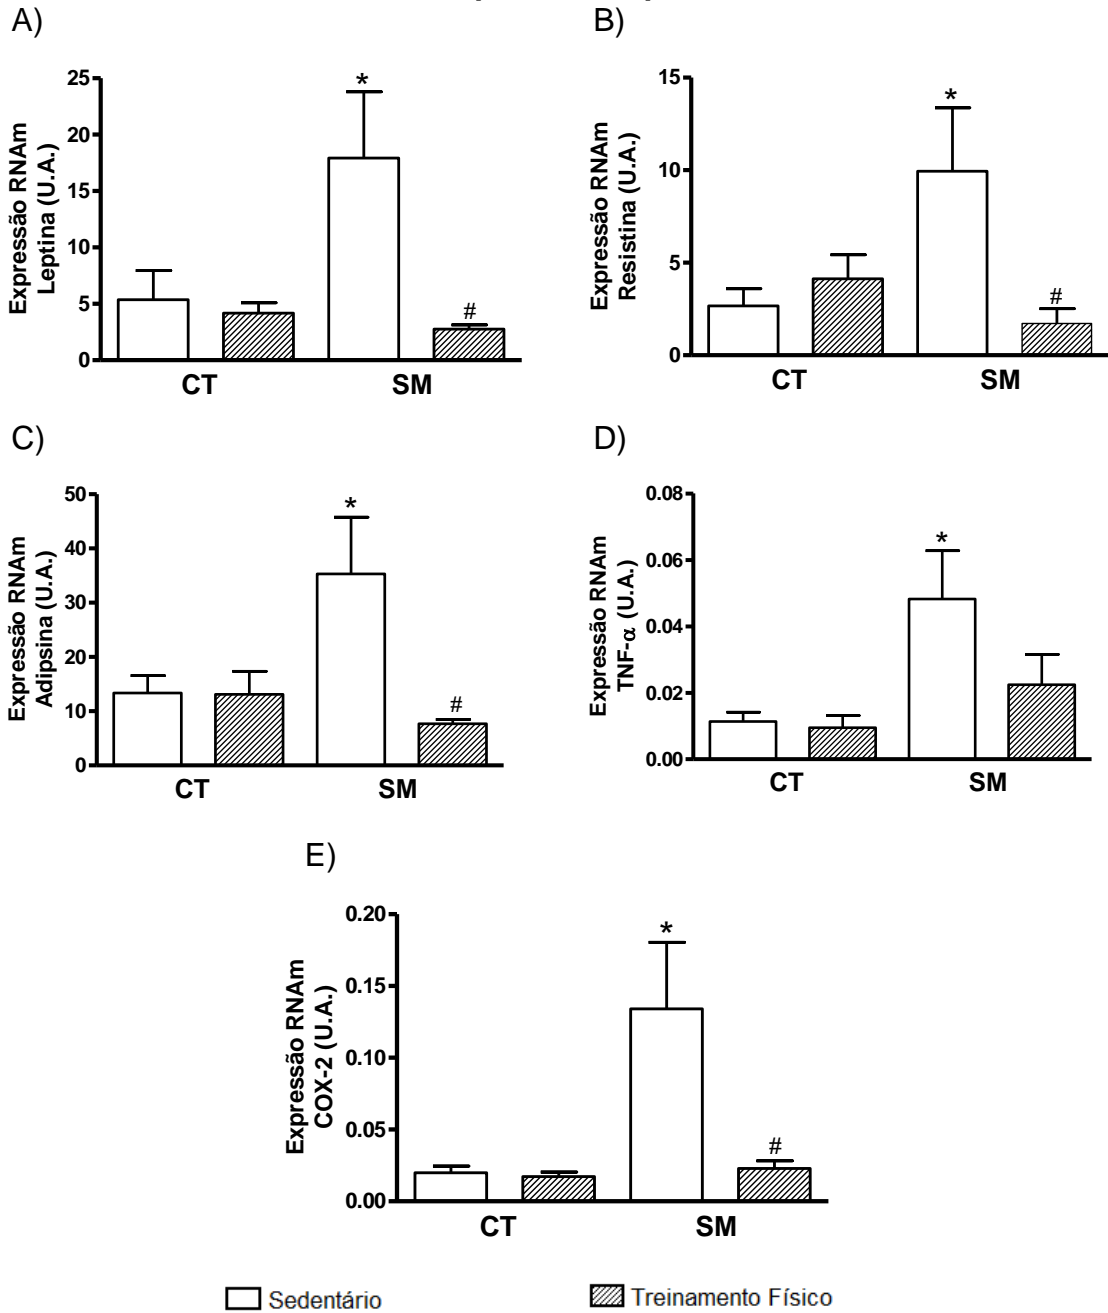 A)
Expressão RNAm
Leptina (U.A.)
25
20
15
10
5
0
*
#
CT
SM
B)
Expressão RNAm
Resistina (U.A.)
15
10
5
0
*
#
CT
SM
C)
Expressão RNAm
Adipsina (U.A.)
50
40
30
20
10
0
*
#
CT
SM
D)
Expressão RNAm
TNF-α (U.A.)
0.08
0.06
0.04
0.02
0.00
*
CT
SM
E)
Expressão RNAm
COX-2 (U.A.)
0.20
0.15
0.10
0.05
0.00
*
#
CT
SM
Sedentário
Treinamento Físico